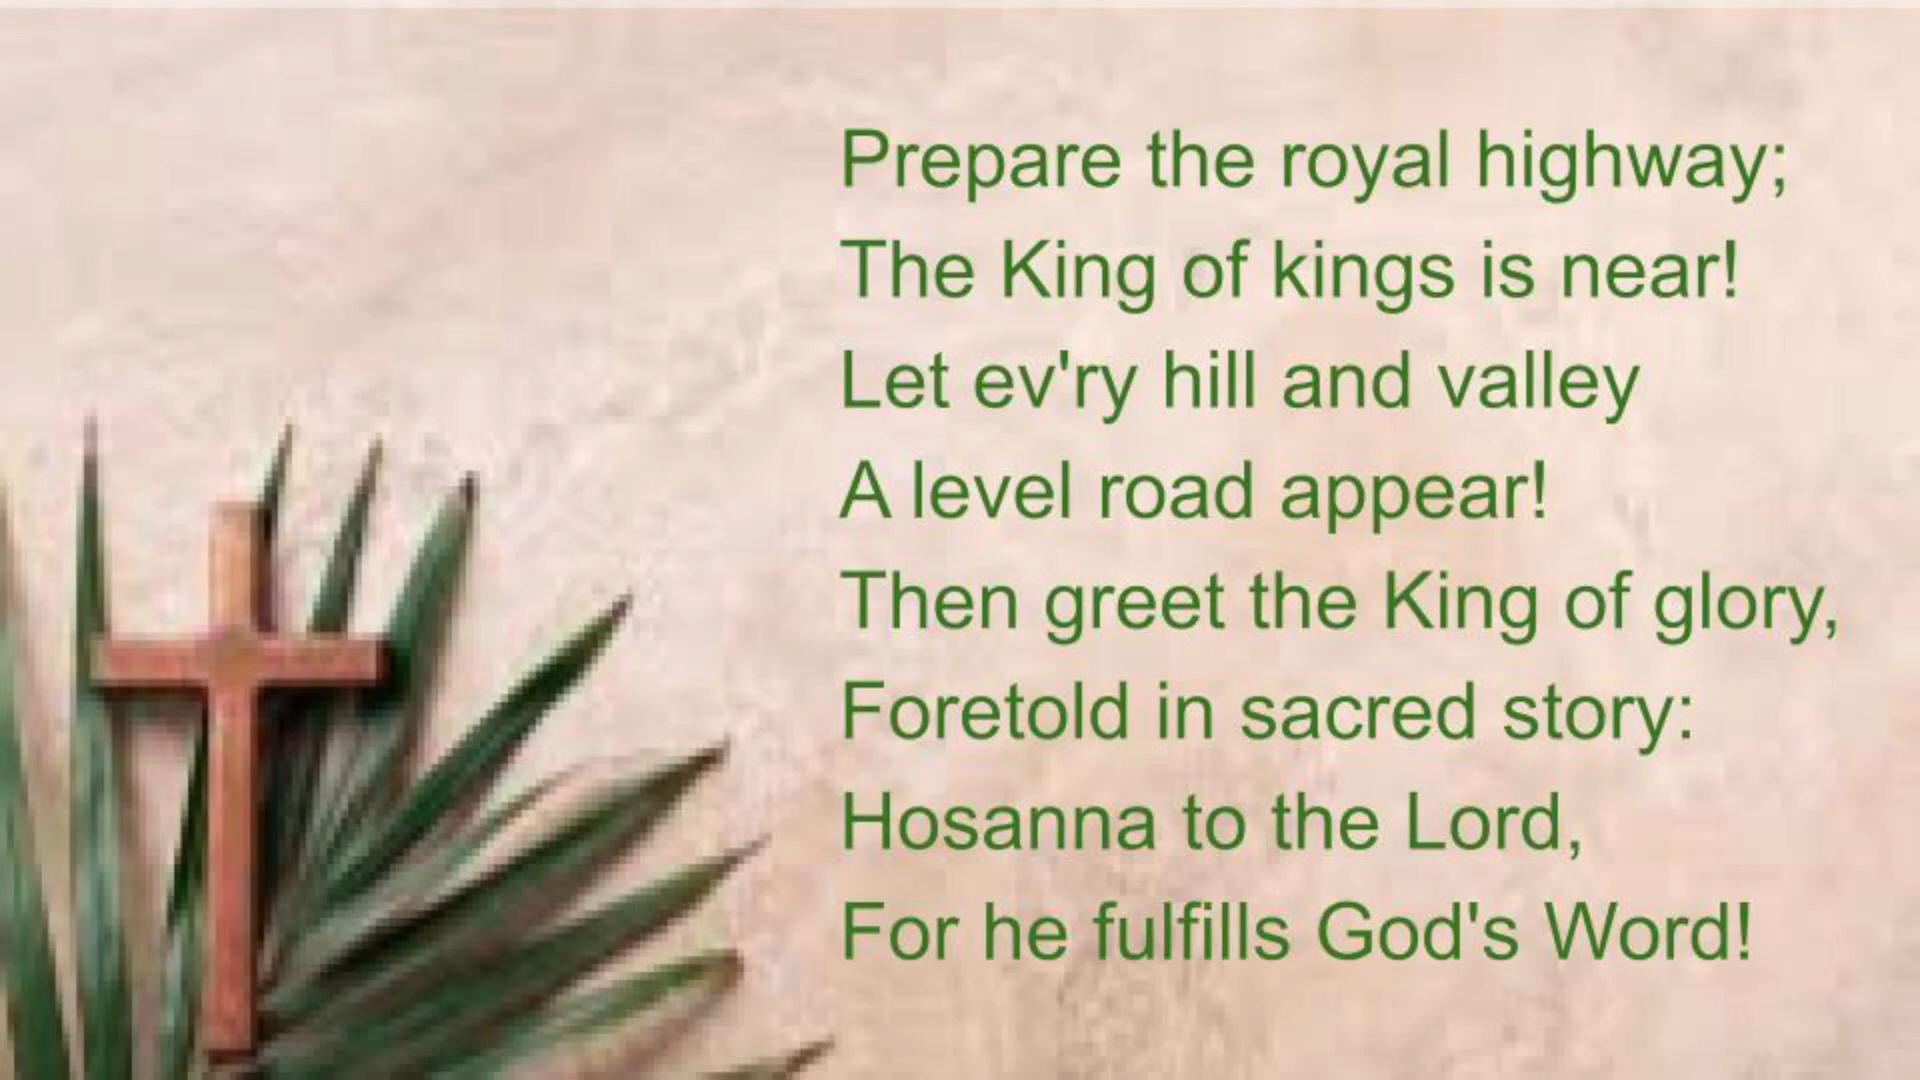 Prepare the royal highway;
The King of kings is near!
Let ev'ry hill and valley
A level road appear!
Then greet the King of glory,
Foretold in sacred story:
Hosanna to the Lord,
For he fulfills God's Word!